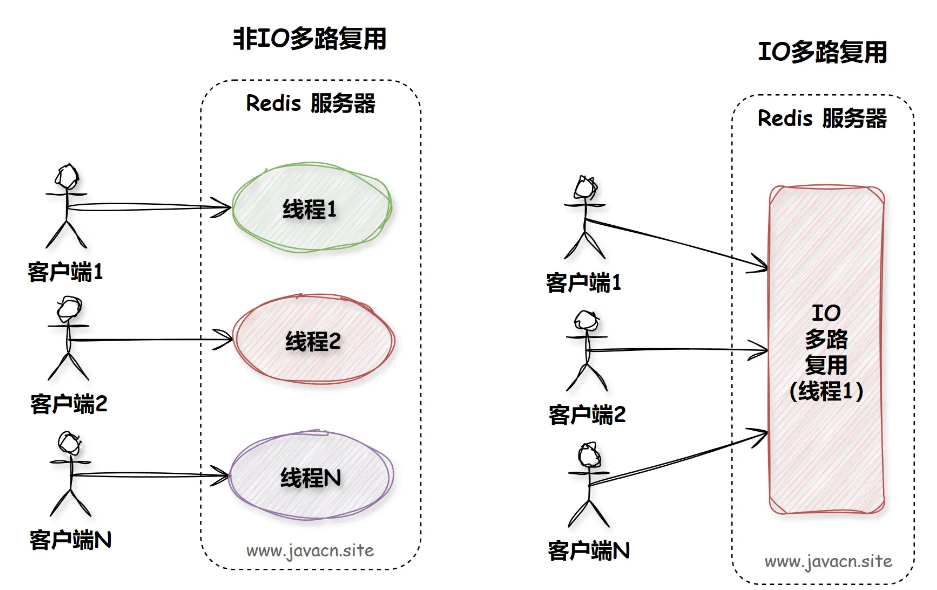 非IO多路复用
Redis 服务器
线程1
客户端1
线程2
客户端2
线程N
客户端N
www.javacn.site
IO多路复用
Redis 服务器
客户端1
IO
多路
复用
(线程1)
客户端2
客户端N
www.javacn.site